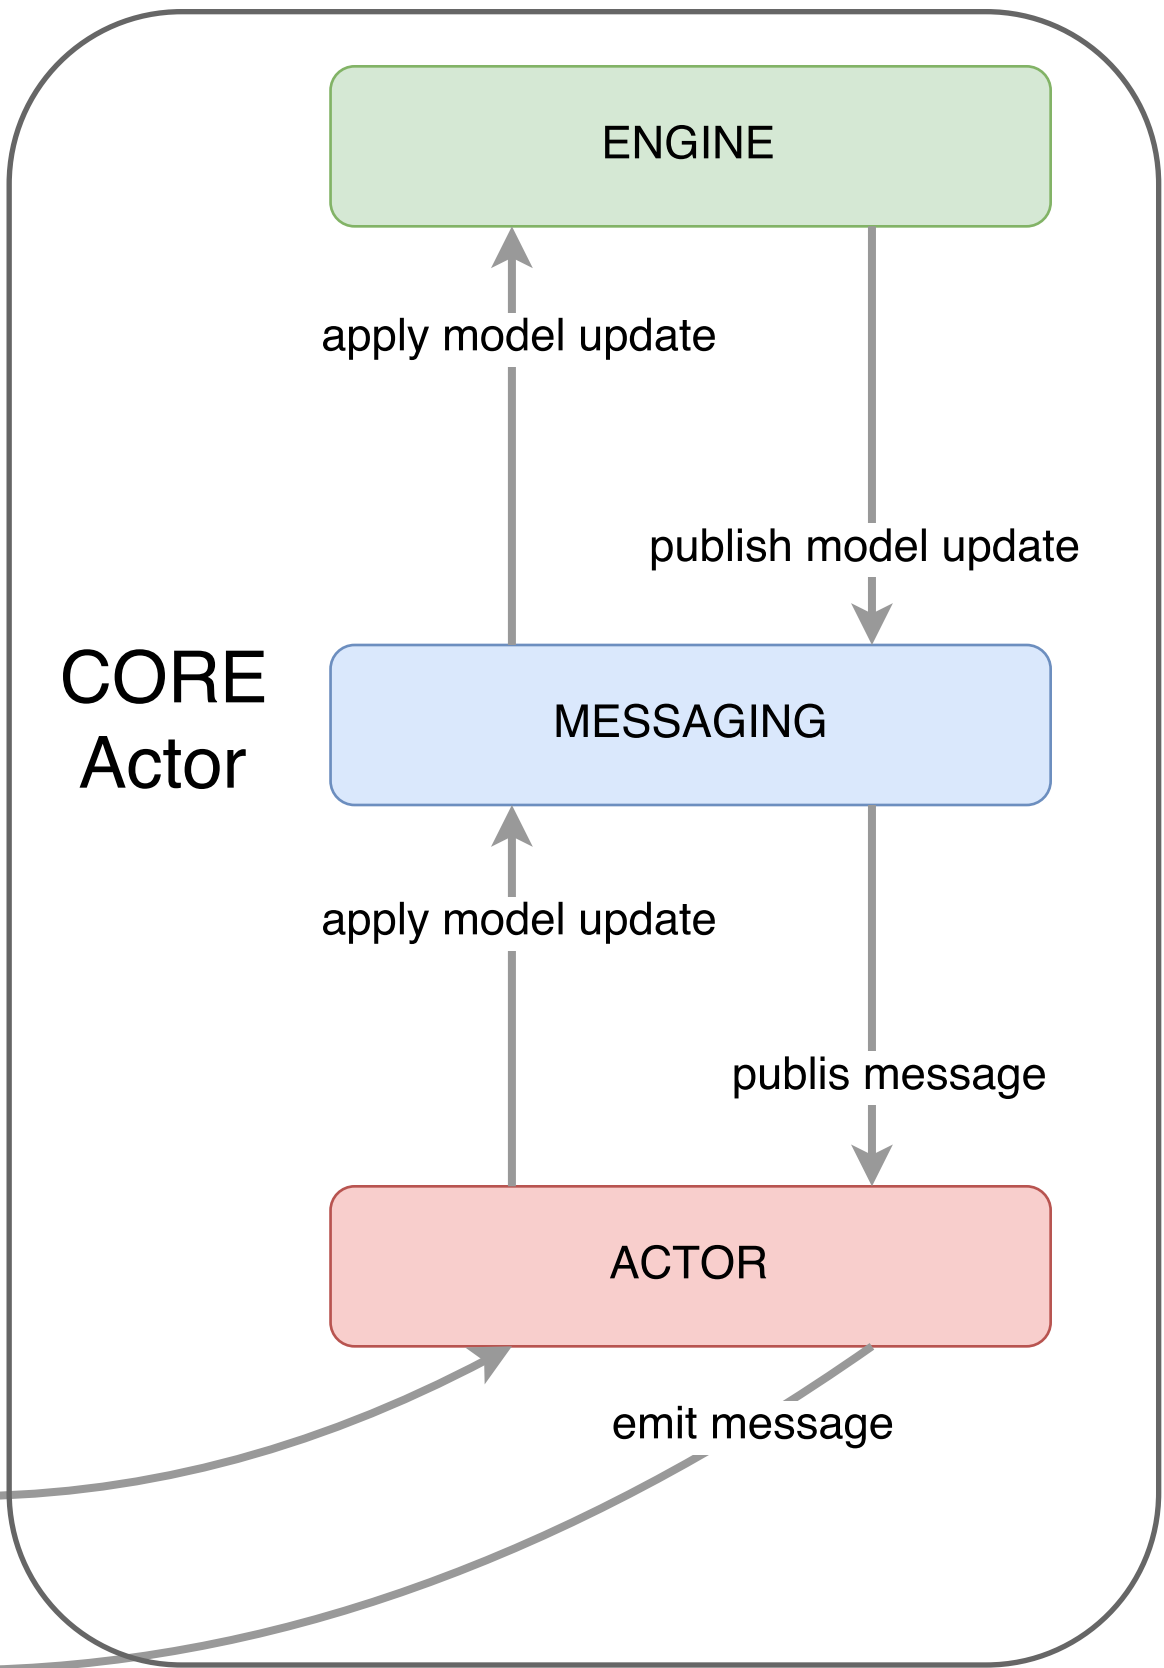 ENGINE
apply model update
publish model update
CORE
Actor
MESSAGING
apply model update
publis message
ACTOR
emit message